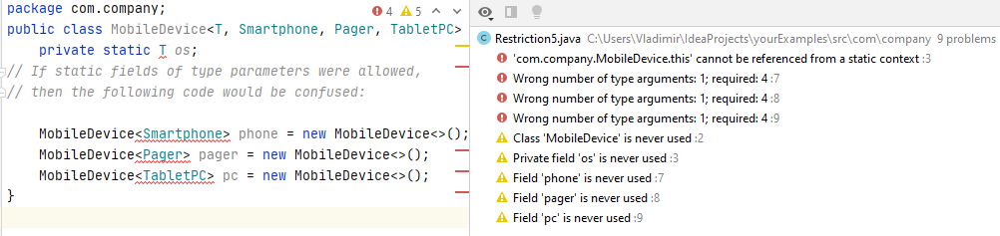 package com.company;
4 5
public class MobileDevice<T, Smartphone, Pager, TabletPC>
private static T os;
// If static fields of type parameters were allowed,
// then the following code would be confused:
MobileDevice<Smartphone> phone = new MobileDevice<>();
MobileDevice<Pager> pager = new MobileDevice<>();
MobileDevice<TabletPC> pc = new MobileDevice<>();
}
Restriction5.java C:\Users\Vladimir\IdeaProjects\yourExamples\src\com\company 9 problems
'com.company.MobileDevice.this' cannot be referenced from a static context :3
Wrong number of type arguments: 1; required: 4 :7
Wrong number of type arguments: 1; required: 4 :8
Wrong number of type arguments: 1; required: 4 :9
Class 'MobileDevice' is never used :2
Private field 'os' is never used :3
Field 'phone' is never used :7
Field 'pager' is never used :8
Field 'pc' is never used :9